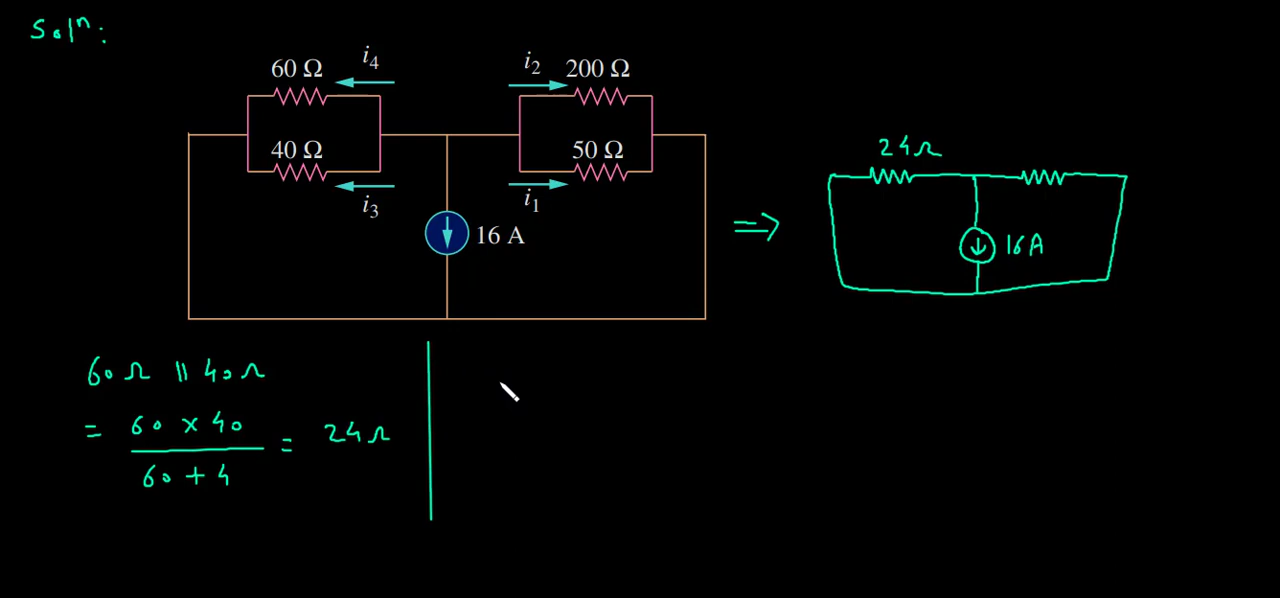 Soln:
60 Ω
i4
i2
200 Ω
40 Ω
50 Ω
i3
i1
16 A
=>
24Ω
16A
60Ω || 40Ω
= 60 × 40
60 + 4
= 24Ω